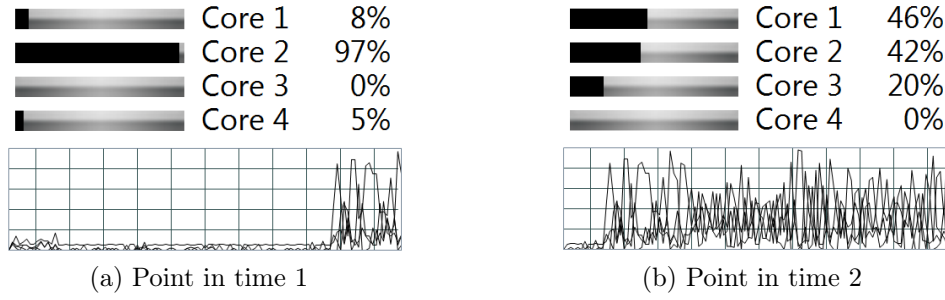 Core 1 8%
Core 2 97%
Core 3 0%
Core 4 5%
(a) Point in time 1
Core 1 46%
Core 2 42%
Core 3 20%
Core 4 0%
(b) Point in time 2